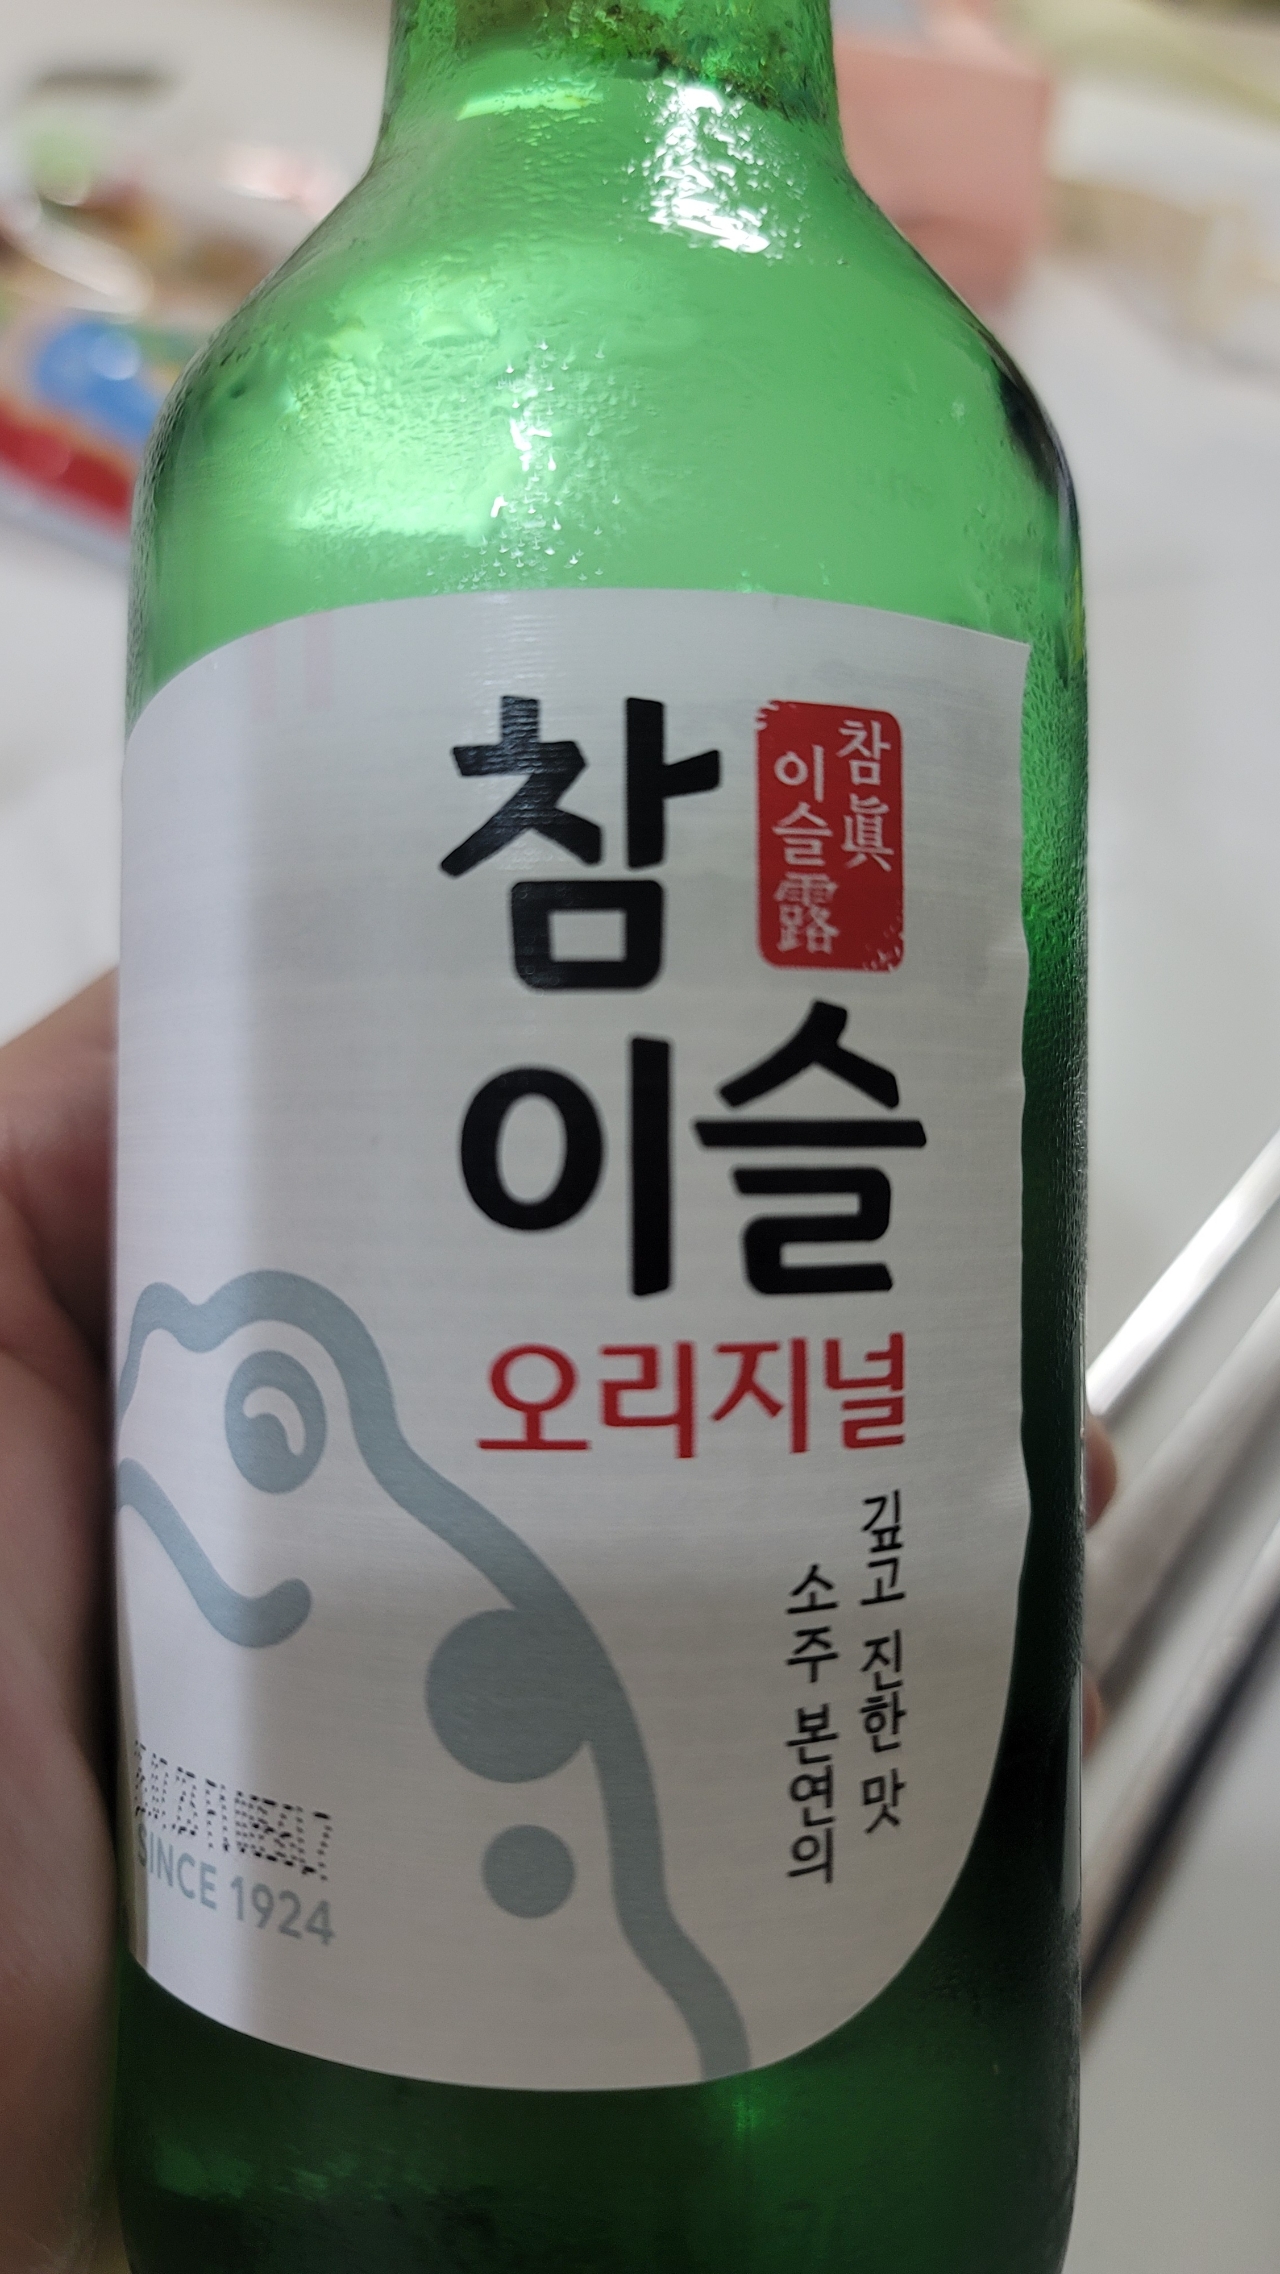 참
이슬
참眞
이슬露
오리지널
깊고 진한 맛
소주 본연의
SINCE 1924